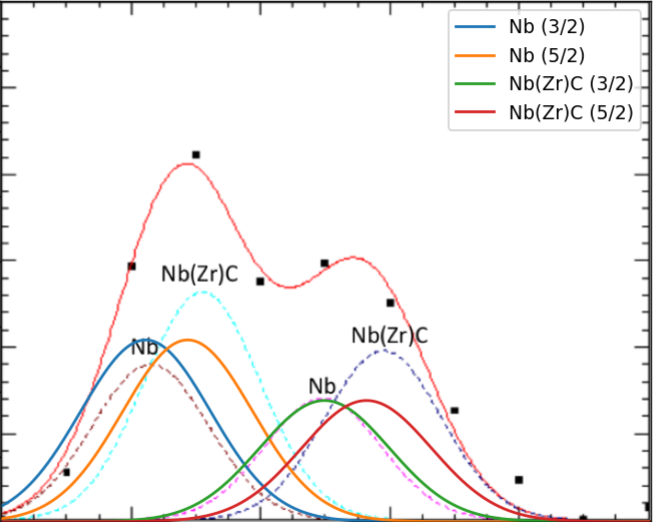 Nb (3/2)
Nb (5/2)
Nb(Zr)C (3/2)
Nb(Zr)C (5/2)
Nb(Zr)C
Nb(Zr)C
Nb
Nb